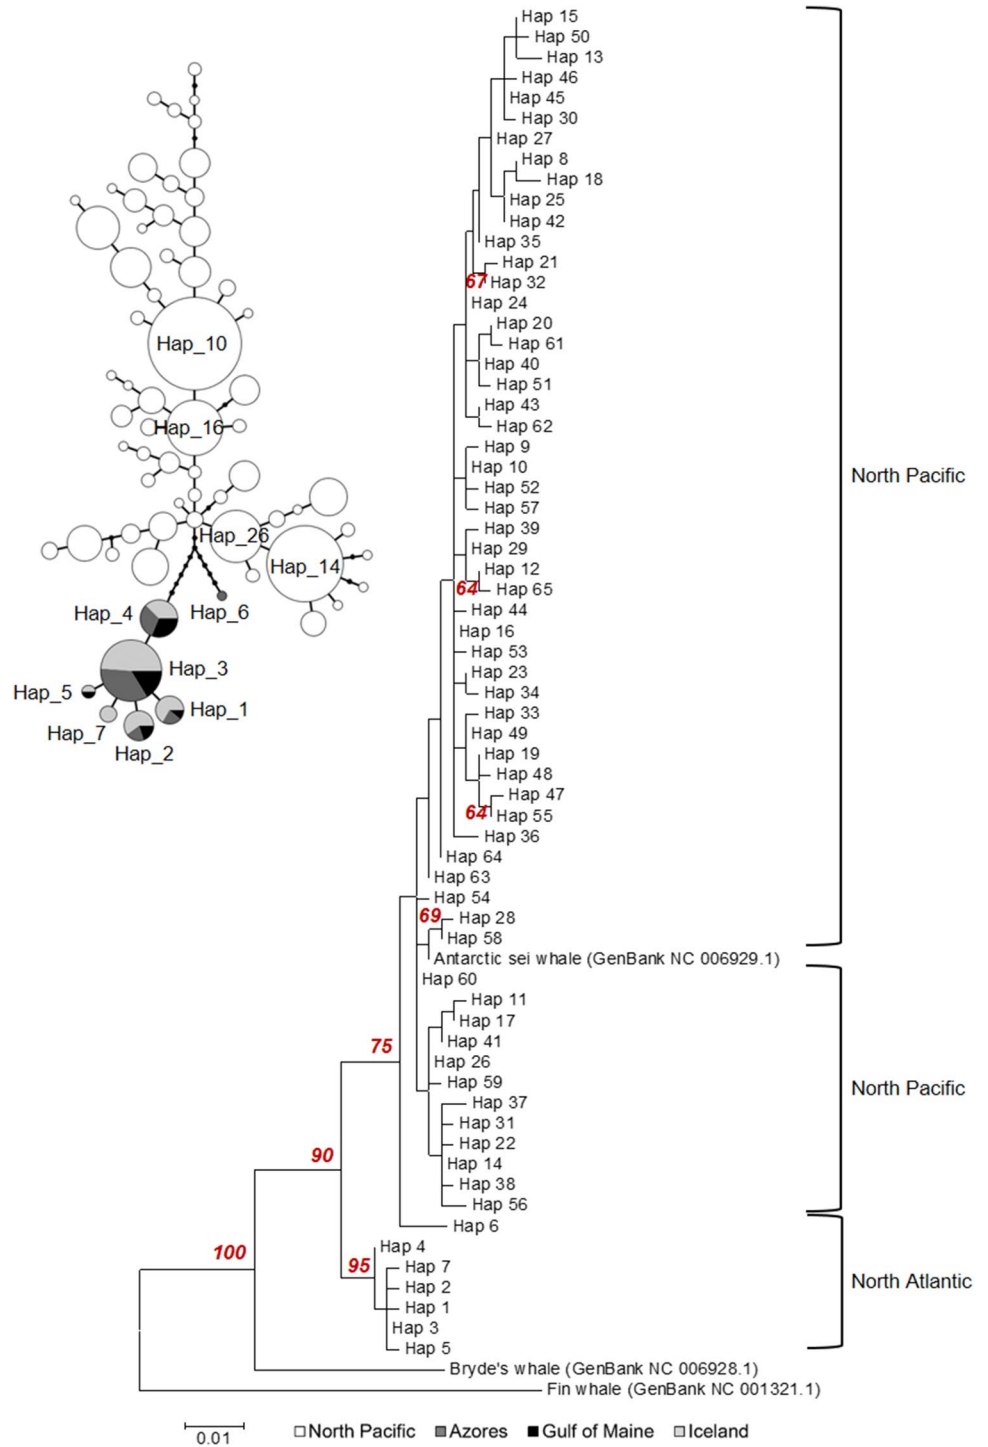 Hap 15
Hap 50
Hap 13
Hap 46
Hap 45
Hap 30
Hap 27
Hap 8
Hap 18
Hap 25
Hap 42
Hap 35
Hap 21
67 Hap 32
Hap 24
Hap 20
Hap_10
Hap 61
Hap 40
Hap 51
Hap 43
Hap_16
Hap 62
Hap 9
Hap 10
North Pacific
Hap 52
Hap 57
Hap 39
Hap_26
Hap 29
Hap_14
Hap 12
64 Hap 65
Hap_4
Hap_6
Hap 44
Hap 16
Hap 53
Hap_3
Hap 23
Hap_5
Hap 34
Hap_1
Hap 33
Hap_7
Hap 49
Hap_2
Hap 19
Hap 48
Hap 47
64 Hap 55
Hap 36
Hap 64
Hap 63
Hap 54
69 Hap 28
Hap 58
Antarctic sei whale (GenBank NC 006929.1)
Hap 60
Hap 11
Hap 17
Hap 41
75
Hap 26
Hap 59
North Pacific
Hap 37
Hap 31
Hap 22
90
Hap 14
Hap 38
Hap 56
Hap 6
Hap 4
100
95 Hap 7
North Atlantic
Hap 2
Hap 1
Hap 3
Hap 5
Bryde's whale (GenBank NC 006928.1)
Fin whale (GenBank NC 001321.1)
0.01
North Pacific Azores Gulf of Maine Iceland